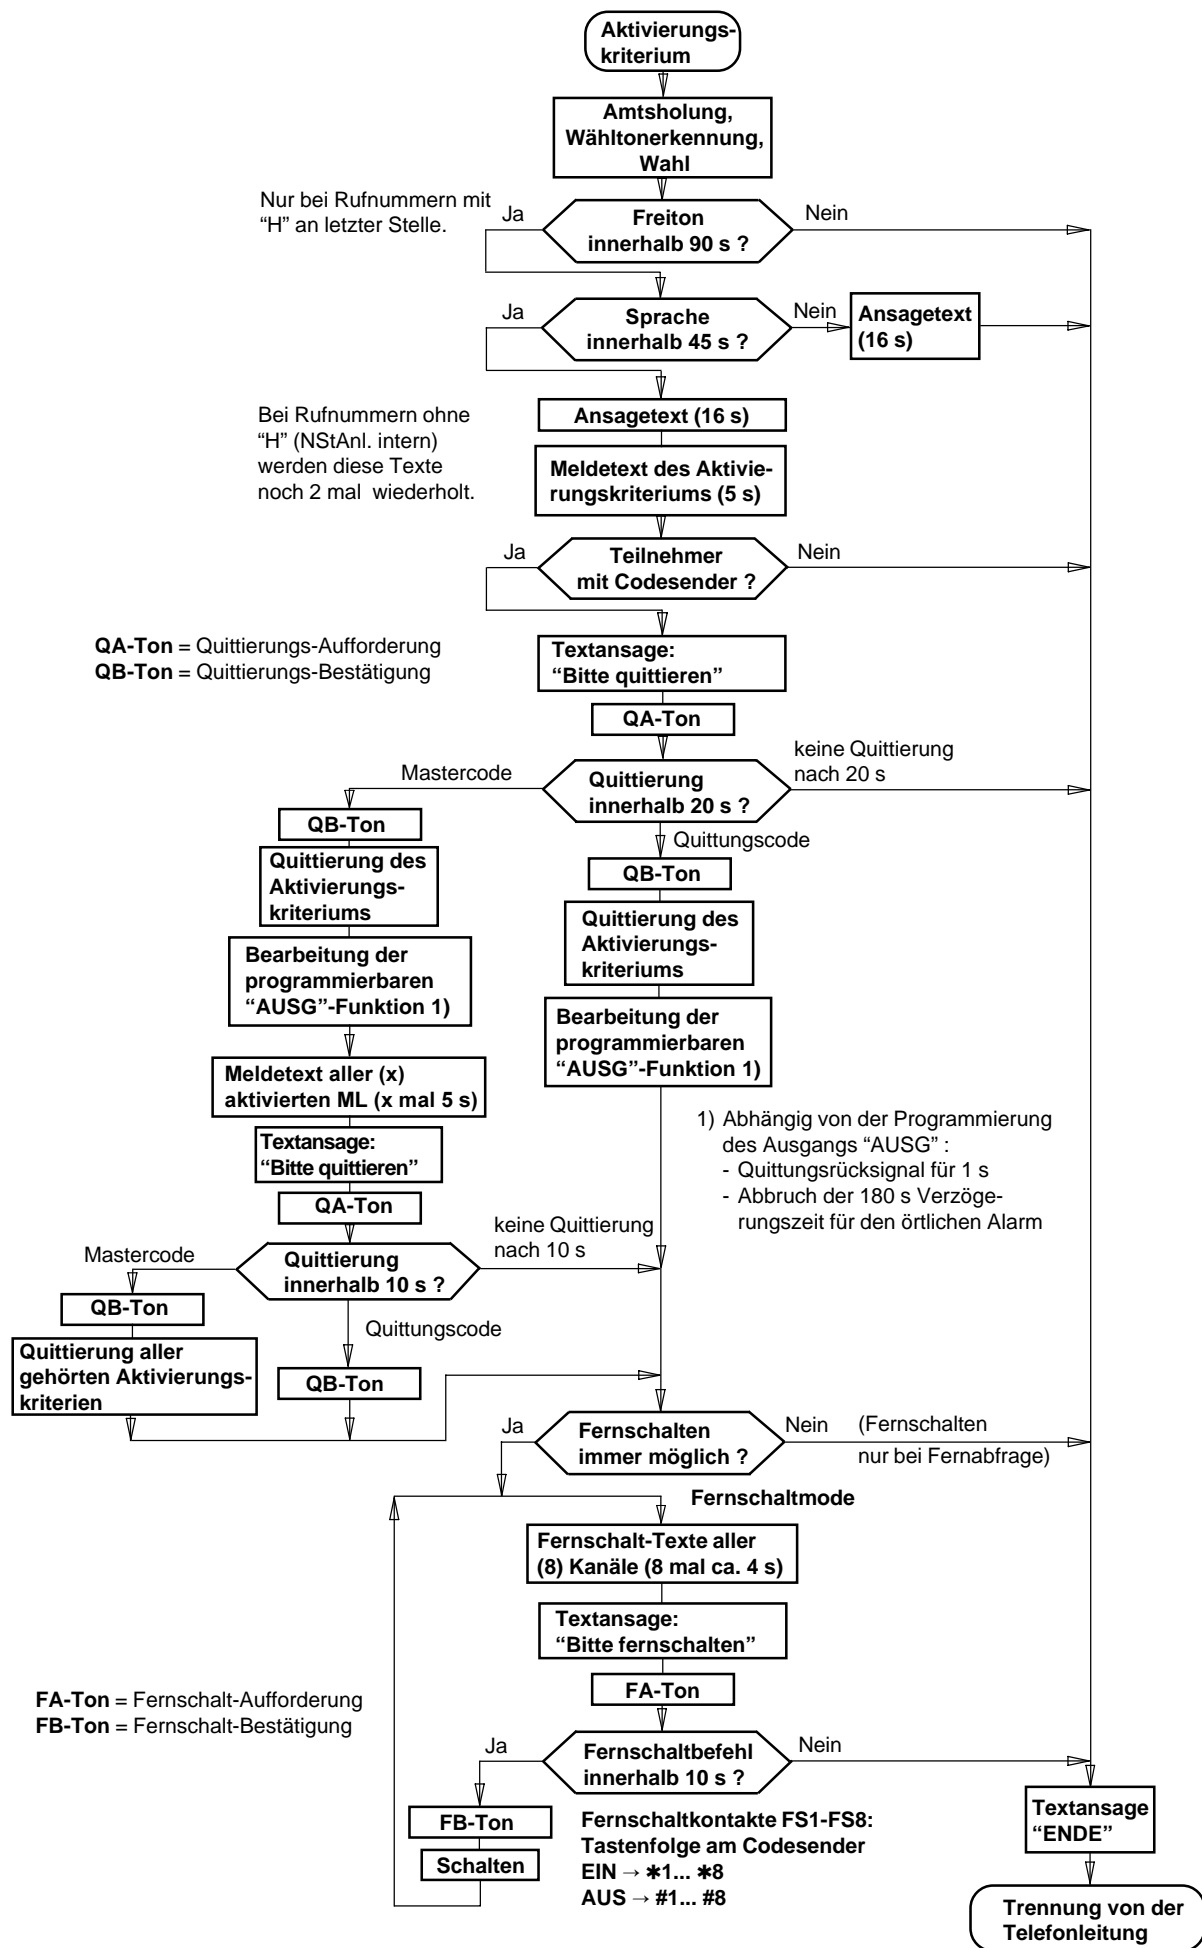 Aktivierungs-
kriterium
Amtsholung,
Wähltonerkennung,
Wahl
Nur bei Rufnummern mit
“H” an letzter Stelle.
Ja
Freiton
innerhalb 90 s ?
Nein
Ja
Sprache
innerhalb 45 s ?
Nein
Ansagetext
(16 s)
Bei Rufnummern ohne
“H” (NStAnl. intern)
werden diese Texte
noch 2 mal wiederholt.
Ansagetext (16 s)
Meldetext des Aktivie-
rungskriteriums (5 s)
Ja
Teilnehmer
mit Codesender ?
Nein
QA-Ton = Quittierungs-Aufforderung
QB-Ton = Quittierungs-Bestätigung
Textansage:
“Bitte quittieren”
QA-Ton
Mastercode
Quittierung
innerhalb 20 s ?
keine Quittierung
nach 20 s
QB-Ton
Quittierung des
Aktivierungs-
kriteriums
Bearbeitung der
programmierbaren
“AUSG”-Funktion 1)
Meldetext aller (x)
aktivierten ML (x mal 5 s)
Textansage:
“Bitte quittieren”
QA-Ton
Quittungscode
QB-Ton
Quittierung des
Aktivierungs-
kriteriums
Bearbeitung der
programmierbaren
“AUSG”-Funktion 1)
1) Abhängig von der Programmierung
des Ausgangs “AUSG” :
- Quittungsrücksignal für 1 s
- Abbruch der 180 s Verzöge-
rungszeit für den örtlichen Alarm
Mastercode
Quittierung
innerhalb 10 s ?
keine Quittierung
nach 10 s
QB-Ton
Quittierung aller
gehörten Aktivierungs-
kriterien
Quittungscode
QB-Ton
Ja
Fernschalten
immer möglich ?
Nein
(Fernschalten
nur bei Fernabfrage)
Fernschaltmode
Fernschalt-Texte aller
(8) Kanäle (8 mal ca. 4 s)
Textansage:
“Bitte fernschalten”
FA-Ton
FA-Ton = Fernschalt-Aufforderung
FB-Ton = Fernschalt-Bestätigung
Ja
Fernschaltbefehl
innerhalb 10 s ?
Nein
FB-Ton
Schalten
Fernschaltkontakte FS1-FS8:
Tastenfolge am Codesender
EIN → ✱1... ✱8
AUS → #1... #8
Textansage
“ENDE”
Trennung von der
Telefonleitung